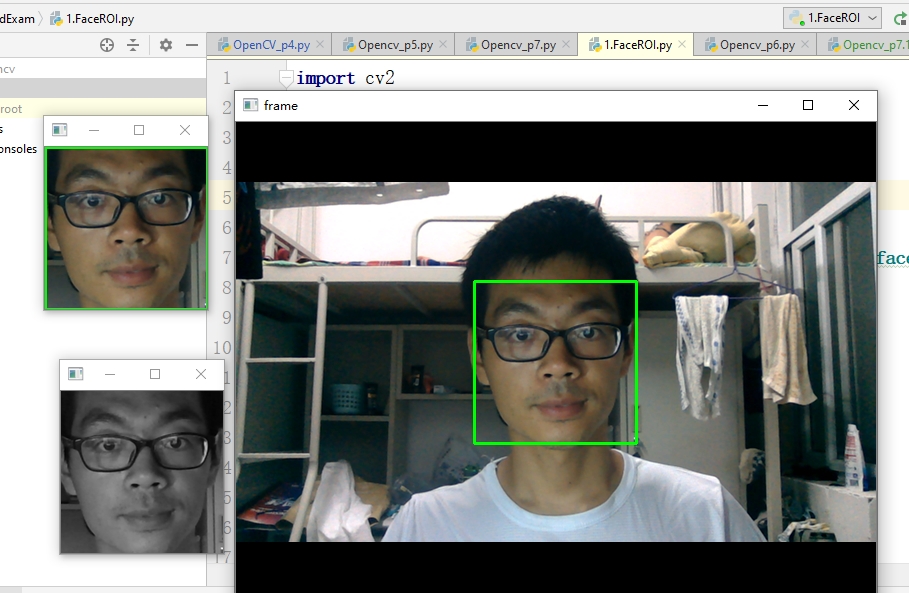 dExam 1.FaceROI.py 1.FaceROI
OpenCV_p4.py Opencv_p5.py Opencv_p7.py 1.FaceROI.py Opencv_p6.py Opencv_p7.1
ncv
root
s
onsoles
1 import cv2
2
frame
3
4
5
6
7 face
8
9
10
1
2
3
4
5
6
17